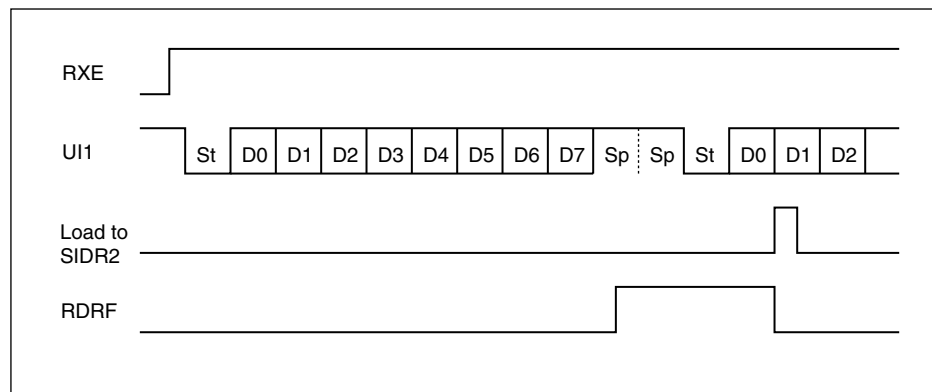 RXE
UI1
St D0 D1 D2 D3 D4 D5 D6 D7 Sp Sp St D0 D1 D2
Load to
SIDR2
RDRF